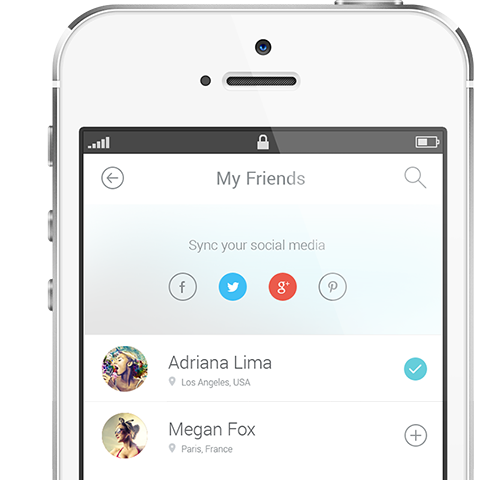 My Friends
Sync your social media
f g+
Adriana Lima
Los Angeles, USA
Megan Fox
Paris, France